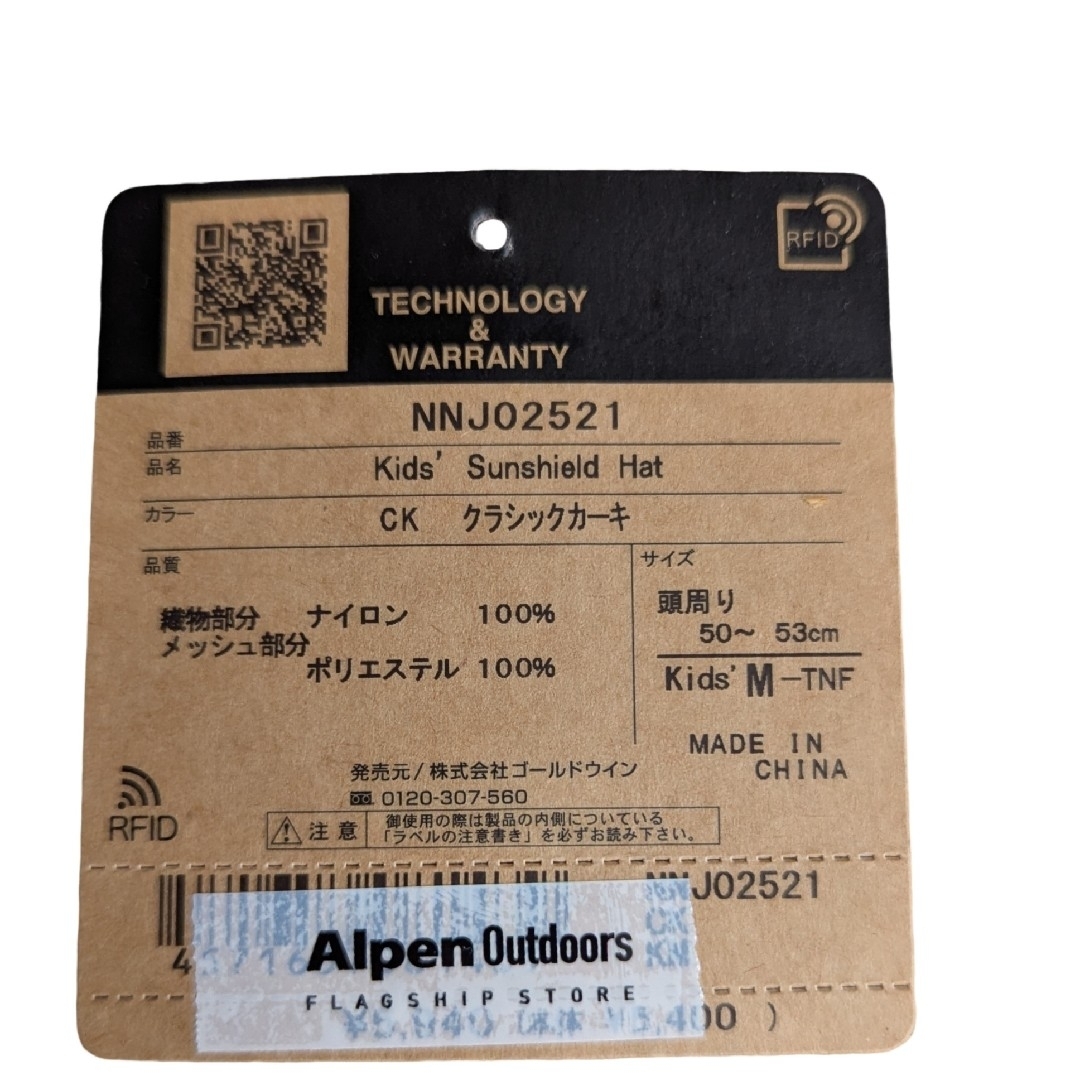 RFID
TECHNOLOGY
&
WARRANTY
品番 NNJ02521
品名 Kids' Sunshield Hat
カラー CK クラシックカーキ
品質
織物部分 ナイロン 100%
メッシュ部分
ポリエステル 100%
サイズ
頭周り
50～ 53cm
Kids' M-TNF
MADE IN
CHINA
発売元/株式会社ゴールドウイン
0120-307-560
RFID
注意
御使用の際は製品の内側についている
「ラベルの注意書き」を必ずお読み下さい。
NNJ02521
CK
KM
Alpen Outdoors
FLAGSHIP STORE